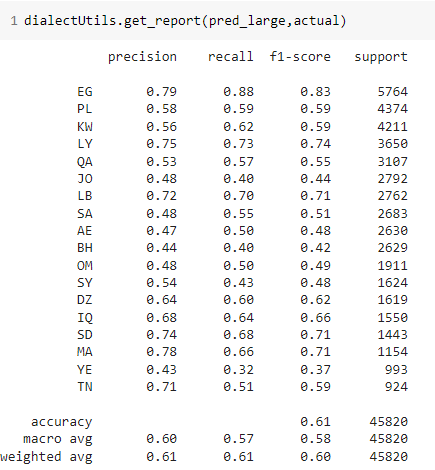 1 dialectUtils.get_report(pred_large,actual)
precision recall f1-score support
EG 0.79 0.88 0.83 5764
PL 0.58 0.59 0.59 4374
KW 0.56 0.62 0.59 4211
LY 0.75 0.73 0.74 3650
QA 0.53 0.57 0.55 3107
JO 0.48 0.40 0.44 2792
LB 0.72 0.70 0.71 2762
SA 0.48 0.55 0.51 2683
AE 0.47 0.50 0.48 2630
BH 0.44 0.40 0.42 2629
OM 0.48 0.50 0.49 1911
SY 0.54 0.43 0.48 1624
DZ 0.64 0.60 0.62 1619
IQ 0.68 0.64 0.66 1550
SD 0.74 0.68 0.71 1443
MA 0.78 0.66 0.71 1154
YE 0.43 0.32 0.37 993
TN 0.71 0.51 0.59 924
accuracy 0.61 45820
macro avg 0.60 0.57 0.58 45820
weighted avg 0.61 0.61 0.60 45820